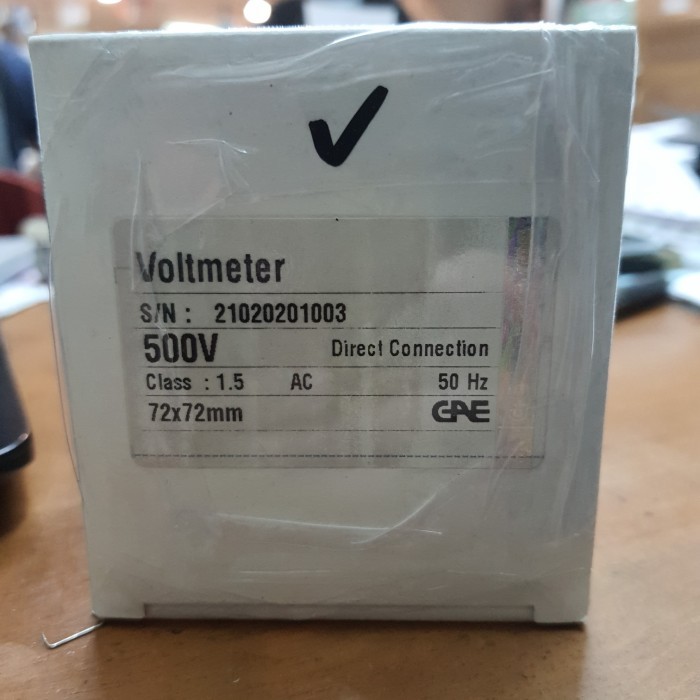 Voltmeter
S/N : 21020201003
500V Direct Connection
Class : 1.5 AC 50 Hz
72x72mm GAE